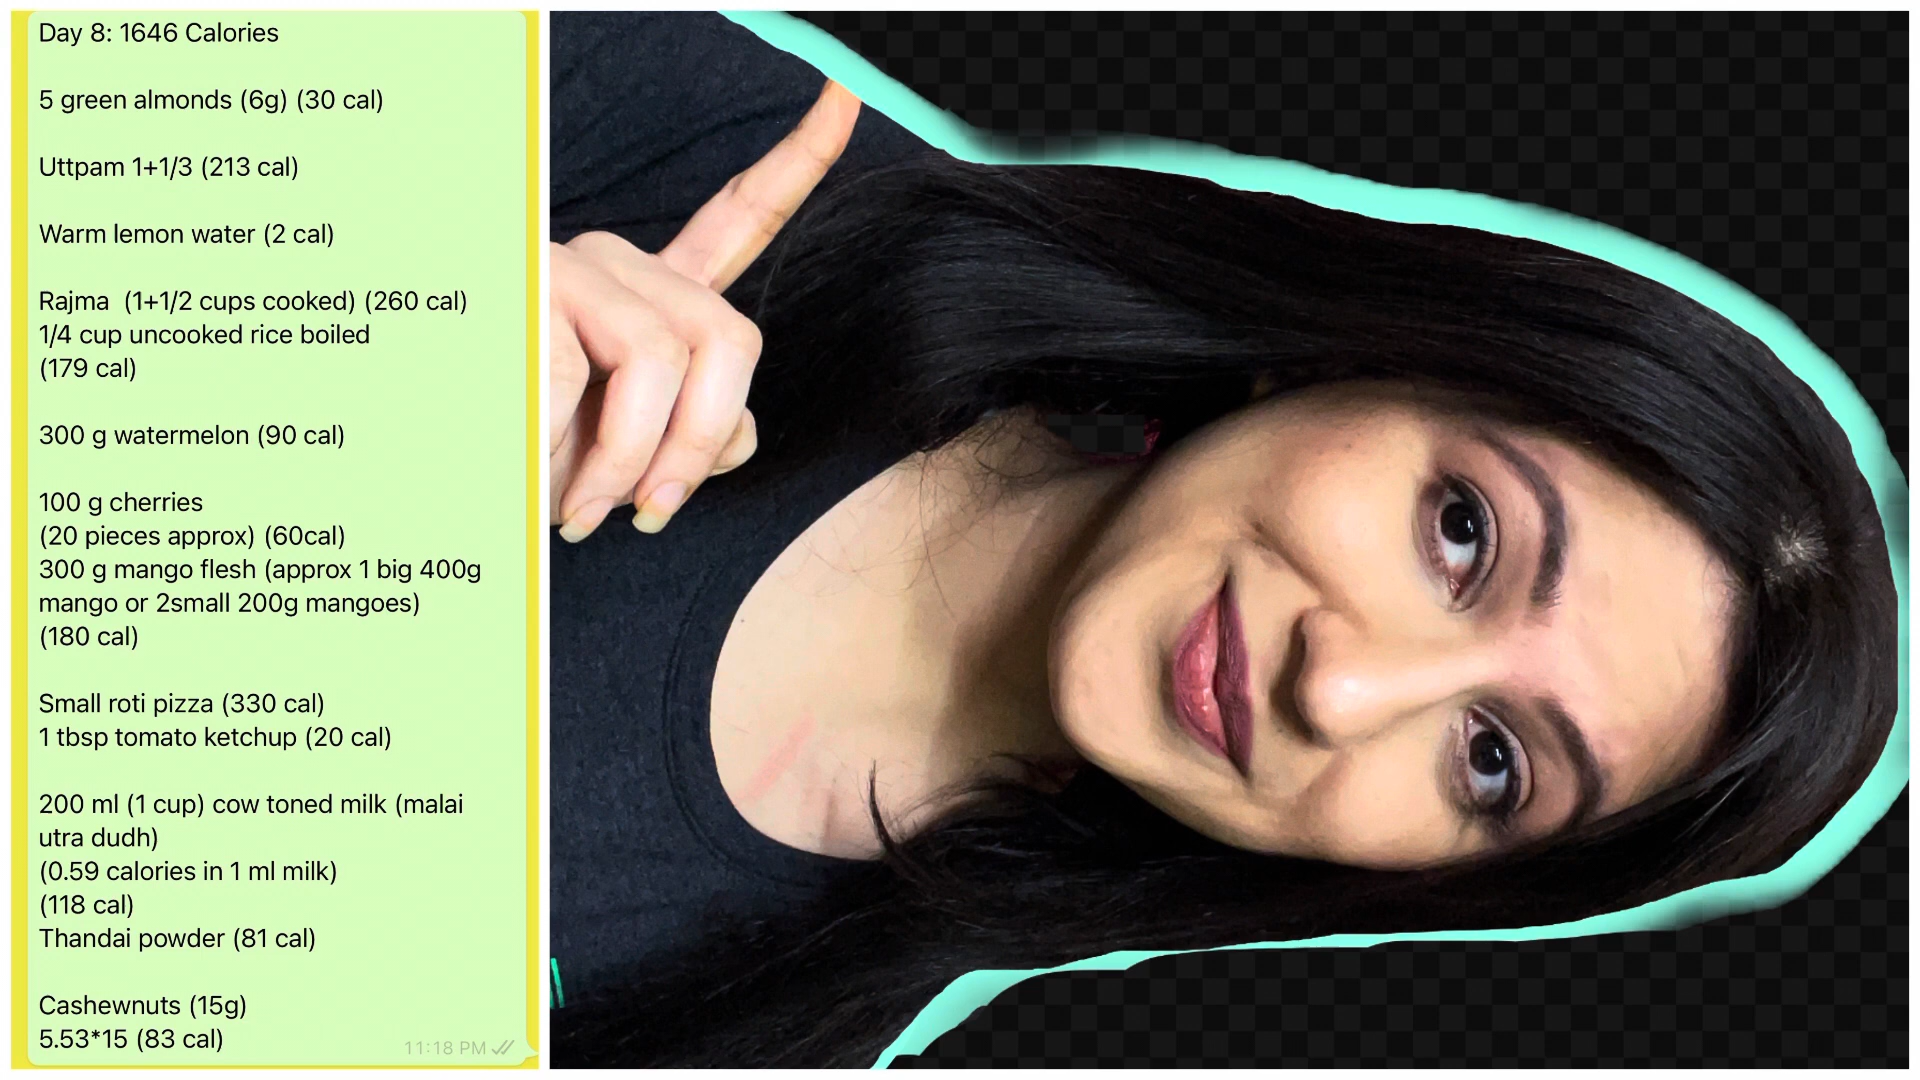 Day 8: 1646 Calories
5 green almonds (6g) (30 cal)
Uttpam 1+1/3 (213 cal)
Warm lemon water (2 cal)
Rajma  (1+1/2 cups cooked) (260 cal)
1/4 cup uncooked rice boiled
(179 cal)
300 g watermelon (90 cal)
100 g cherries
(20 pieces approx) (60cal)
300 g mango flesh (approx 1 big 400g
mango or 2small 200g mangoes)
(180 cal)
Small roti pizza (330 cal)
1 tbsp tomato ketchup (20 cal)
200 ml (1 cup) cow toned milk (malai
utra dudh)
(0.59 calories in 1 ml milk)
(118 cal)
Thandai powder (81 cal)
Cashewnuts (15g)
5.53*15 (83 cal)
11:18 PM